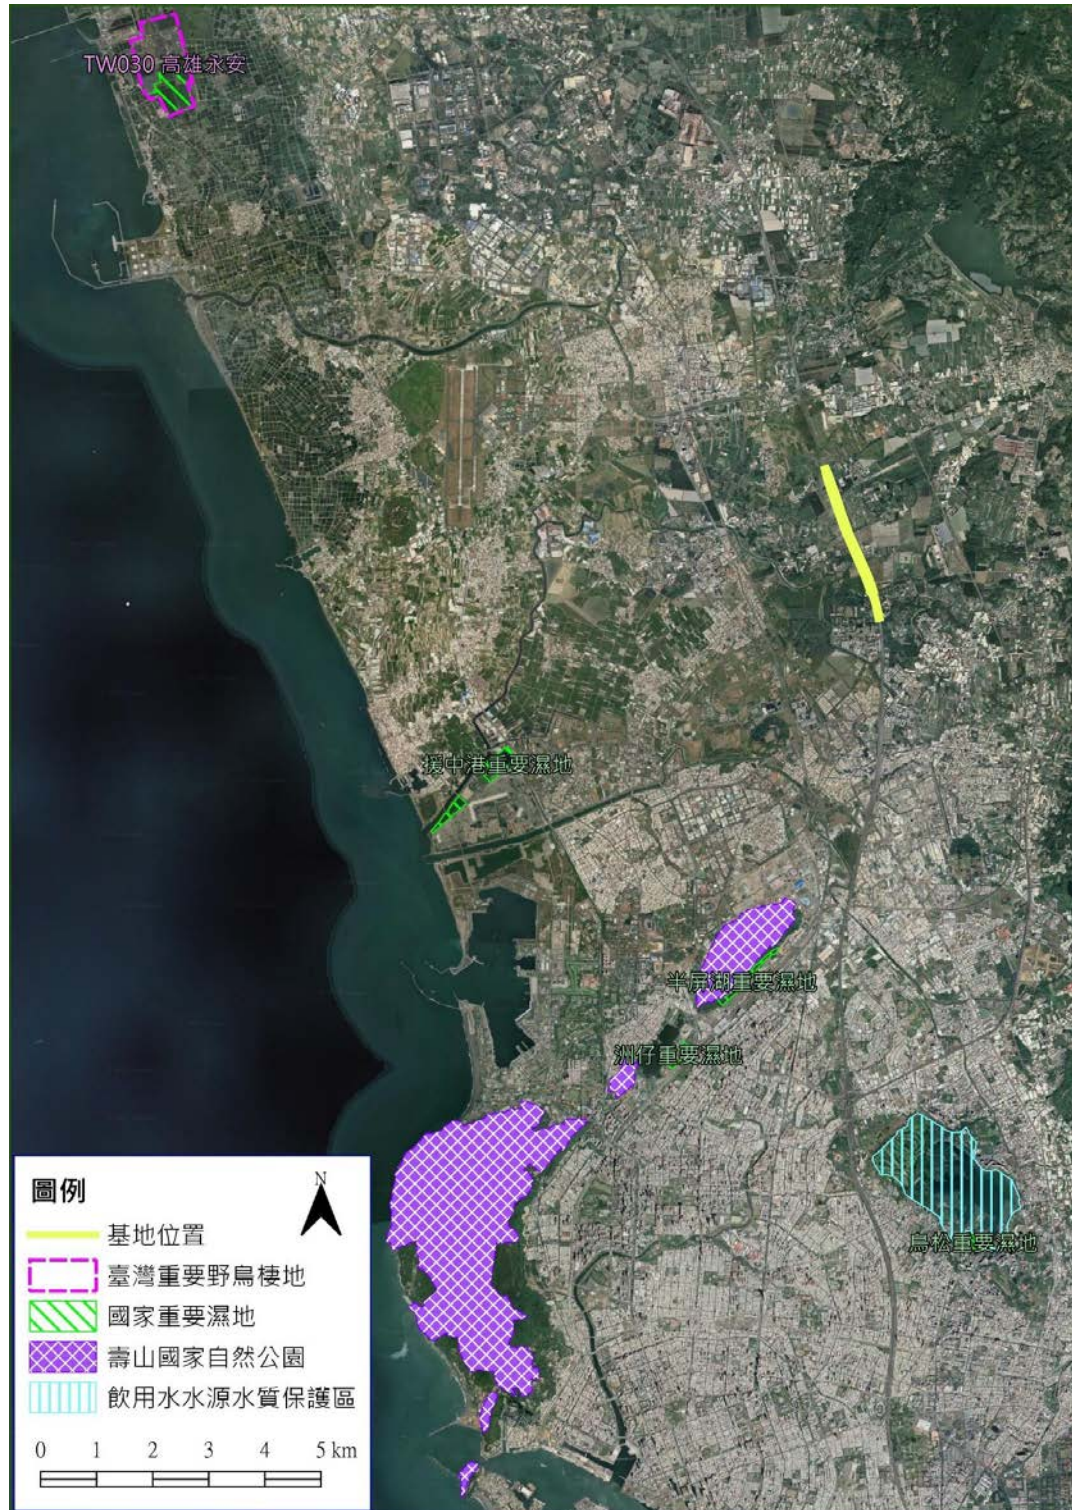 TW030 高雄永安
援中港重要濕地
半屏湖重要濕地
洲仔重要濕地
鳥松重要濕地
圖例
N
基地位置
臺灣重要野鳥棲地
國家重要濕地
壽山國家自然公園
飲用水水源水質保護區
0 1 2 3 4 5 km